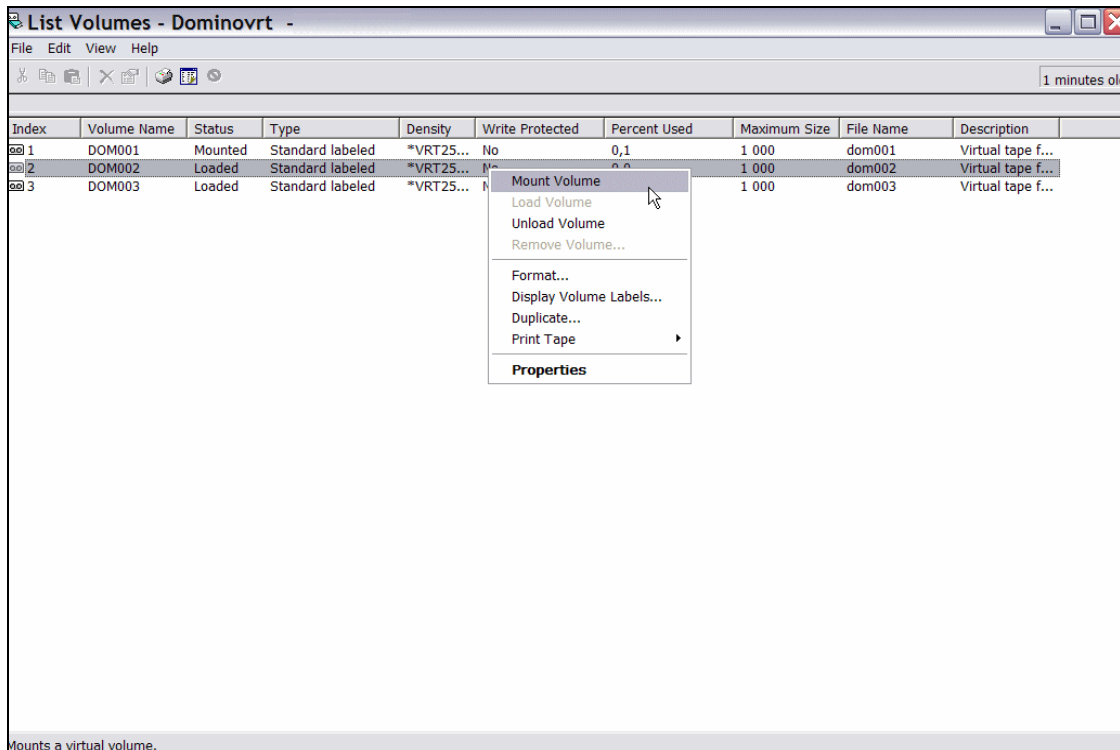 List Volumes - Dominovrt -
File Edit View Help
1 minutes ol
Index Volume Name Status Type Density Write Protected Percent Used Maximum Size File Name Description
1 DOM001 Mounted Standard labeled *VRT25... No 0,1 1 000 dom001 Virtual tape f...
2 DOM002 Loaded Standard labeled *VRT25... No 0,0 1 000 dom002 Virtual tape f...
3 DOM003 Loaded Standard labeled *VRT25... 1 000 dom003 Virtual tape f...
Mount Volume
Load Volume
Unload Volume
Remove Volume...
Format...
Display Volume Labels...
Duplicate...
Print Tape
Properties
Mounts a virtual volume.